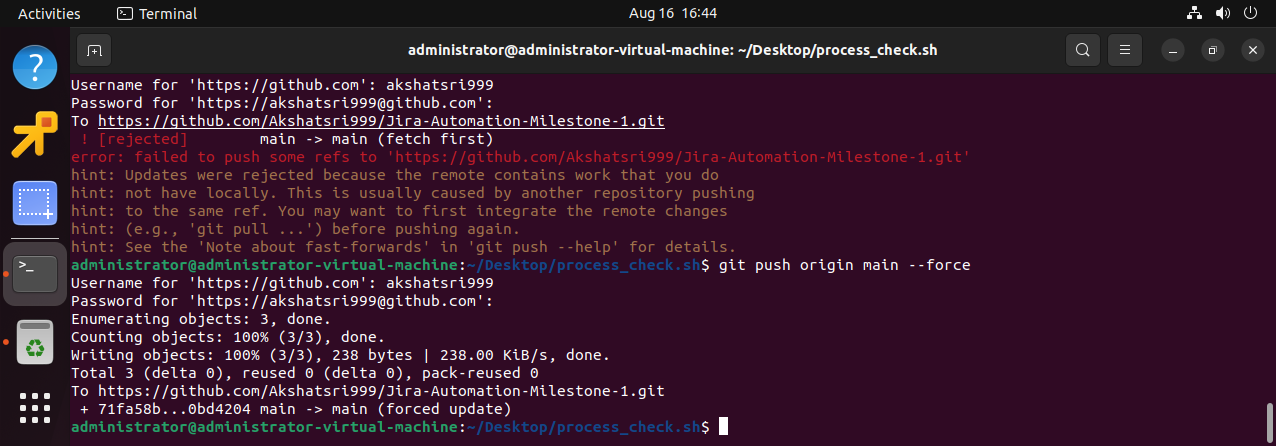 Activities
Terminal
Aug 16 16:44
administrator@administrator-virtual-machine: ~/Desktop/process_check.sh
Username for 'https://github.com': akshatsri999
Password for 'https://akshatsri999@github.com':
To https://github.com/Akshatsri999/Jira-Automation-Milestone-1.git
! [rejected]        main -> main (fetch first)
error: failed to push some refs to 'https://github.com/Akshatsri999/Jira-Automation-Milestone-1.git'
hint: Updates were rejected because the remote contains work that you do
hint: not have locally. This is usually caused by another repository pushing
hint: to the same ref. You may want to first integrate the remote changes
hint: (e.g., 'git pull ...') before pushing again.
hint: See the 'Note about fast-forwards' in 'git push --help' for details.
administrator@administrator-virtual-machine:~/Desktop/process_check.sh$ git push origin main --force
Username for 'https://github.com': akshatsri999
Password for 'https://akshatsri999@github.com':
Enumerating objects: 3, done.
Counting objects: 100% (3/3), done.
Writing objects: 100% (3/3), 238 bytes | 238.00 KiB/s, done.
Total 3 (delta 0), reused 0 (delta 0), pack-reused 0
To https://github.com/Akshatsri999/Jira-Automation-Milestone-1.git
+ 71fa58b...0bd4204 main -> main (forced update)
administrator@administrator-virtual-machine:~/Desktop/process_check.sh$